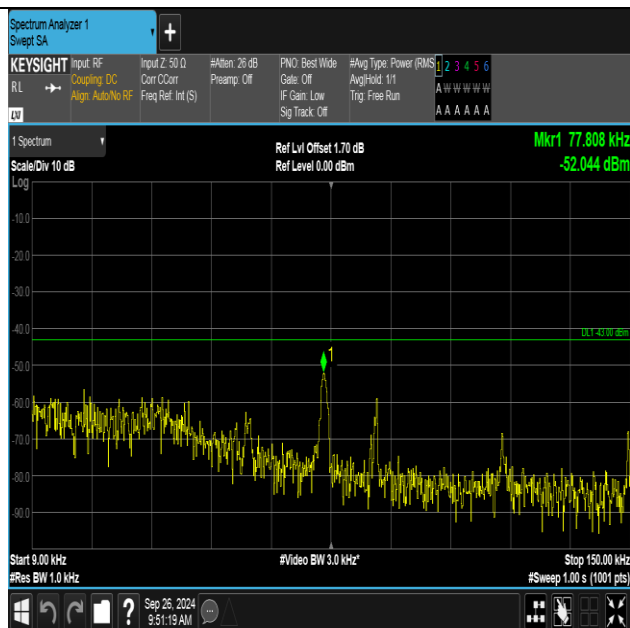 Spectrum Analyzer 1
Swept SA
+
KEYSIGHT
RL
LXI
Input: RF
Coupling: DC
Align: Auto/No RF
Input Z: 50 Ω
Corr CCorr
Freq Ref: Int (S)
#Atten: 26 dB
Preamp: Off
PNO: Best Wide
Gate: Off
IF Gain: Low
Sig Track: Off
#Avg Type: Power (RMS
Avg|Hold: 1/1
Trig: Free Run
1 2 3 4 5 6
A W W W W W
A A A A A A
1 Spectrum
Scale/Div 10 dB
Ref Lvl Offset 1.70 dB
Ref Level 0.00 dBm
Mkr1 77.808 kHz
-52.044 dBm
Log
-10.0
-20.0
-30.0
-40.0
DL1 -43.00 dBm
1
-50.0
-60.0
-70.0
-80.0
-90.0
Start 9.00 kHz
#Video BW 3.0 kHz*
Stop 150.00 kHz
#Res BW 1.0 kHz
#Sweep 1.00 s (1001 pts)
?
Sep 26, 2024
9:51:19 AM